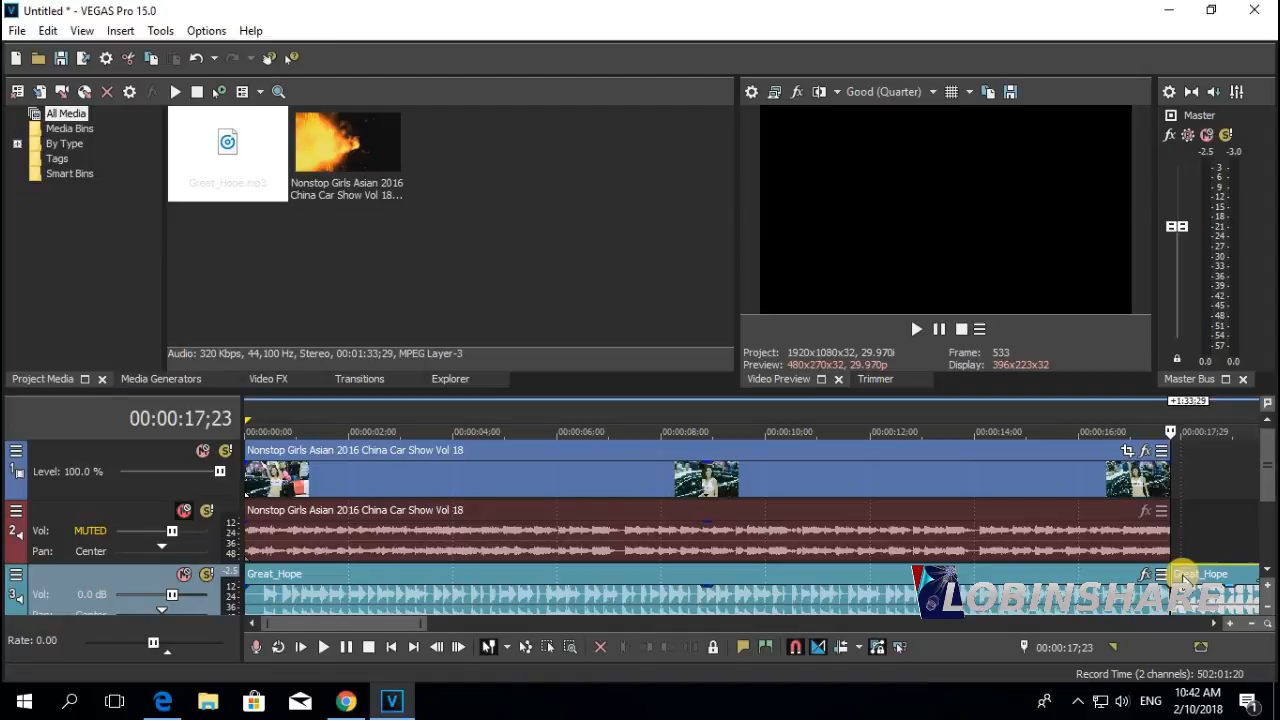 Untitled * - VEGAS Pro 15.0
File Edit View Insert Tools Options Help
Good (Quarter)
All Media
Media Bins
By Type
Tags
Smart Bins
Great_Hope.mp3
Nonstop Girls Asian 2016
China Car Show Vol 18...
Audio: 320 Kbps, 44,100 Hz, Stereo, 00:01:33;29, MPEG Layer-3
Project: 1920x1080x32, 29.970i
Preview: 480x270x32, 29.970p
Frame: 533
Display: 396x223x32
Master
-2.5 -3.0
-3
-6
-9
-12
-15
-18
-21
-24
-27
-30
-33
-36
-39
-42
-45
-48
-51
-54
-57
0.0 0.0
Project Media Media Generators Video FX Transitions Explorer Video Preview Trimmer Master Bus
00:00:17;23
+1:33:29
00:00:00;00 00:00:02;00 00:00:04;00 00:00:06;00 00:00:08;00 00:00:10;00 00:00:12;00 00:00:14;00 00:00:16;00 00:00:17;29
1
Level: 100.0 %
Nonstop Girls Asian 2016 China Car Show Vol 18
2
Vol: MUTED
Pan: Center
12-
24-
36-
48-
Nonstop Girls Asian 2016 China Car Show Vol 18
3
-2.5
Vol: 0.0 dB
12-
24-
36-
Great_Hope
Great_Hope
LOBINSHARE
Rate: 0.00
00:00:17;23
Record Time (2 channels): 502:01:20
ENG
10:42 AM
2/10/2018
1